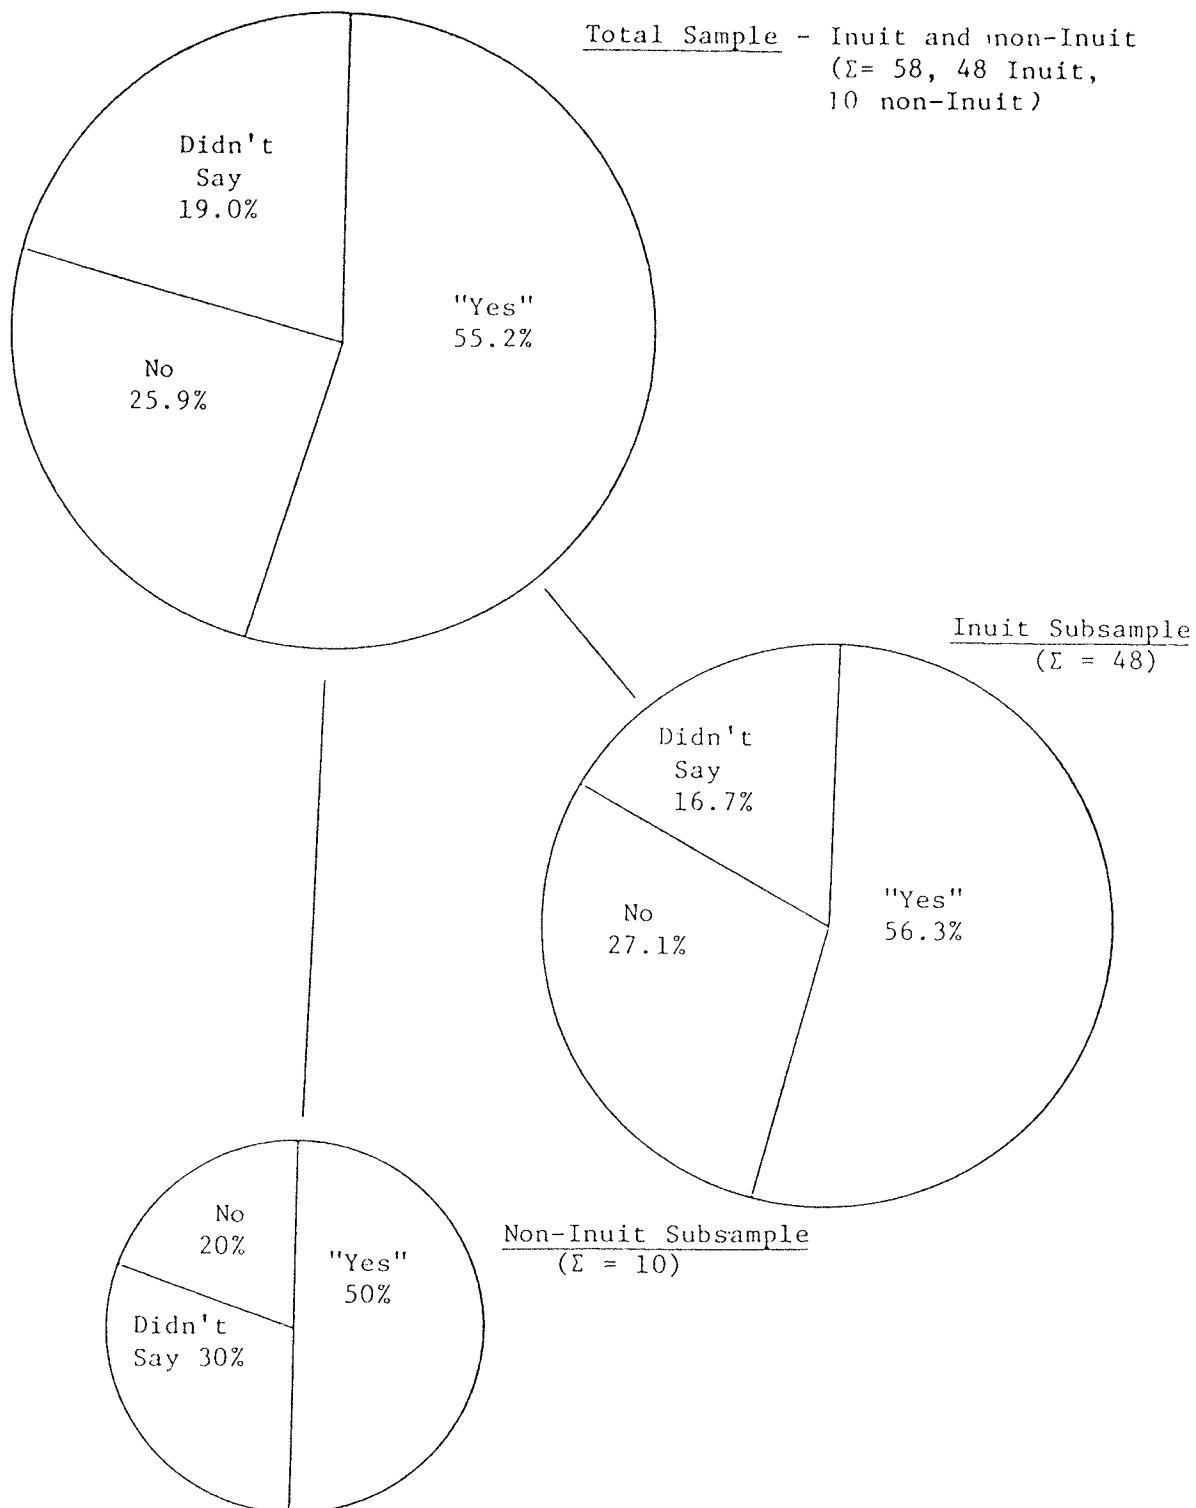 Total Sample - Inuit and non-Inuit
(Σ= 58, 48 Inuit,
10 non-Inuit)
Didn't
Say
19.0%
"Yes"
55.2%
No
25.9%
Inuit Subsample
(Σ = 48)
Didn't
Say
16.7%
"Yes"
56.3%
No
27.1%
Non-Inuit Subsample
(Σ = 10)
No
20%
"Yes"
50%
Didn't
Say 30%